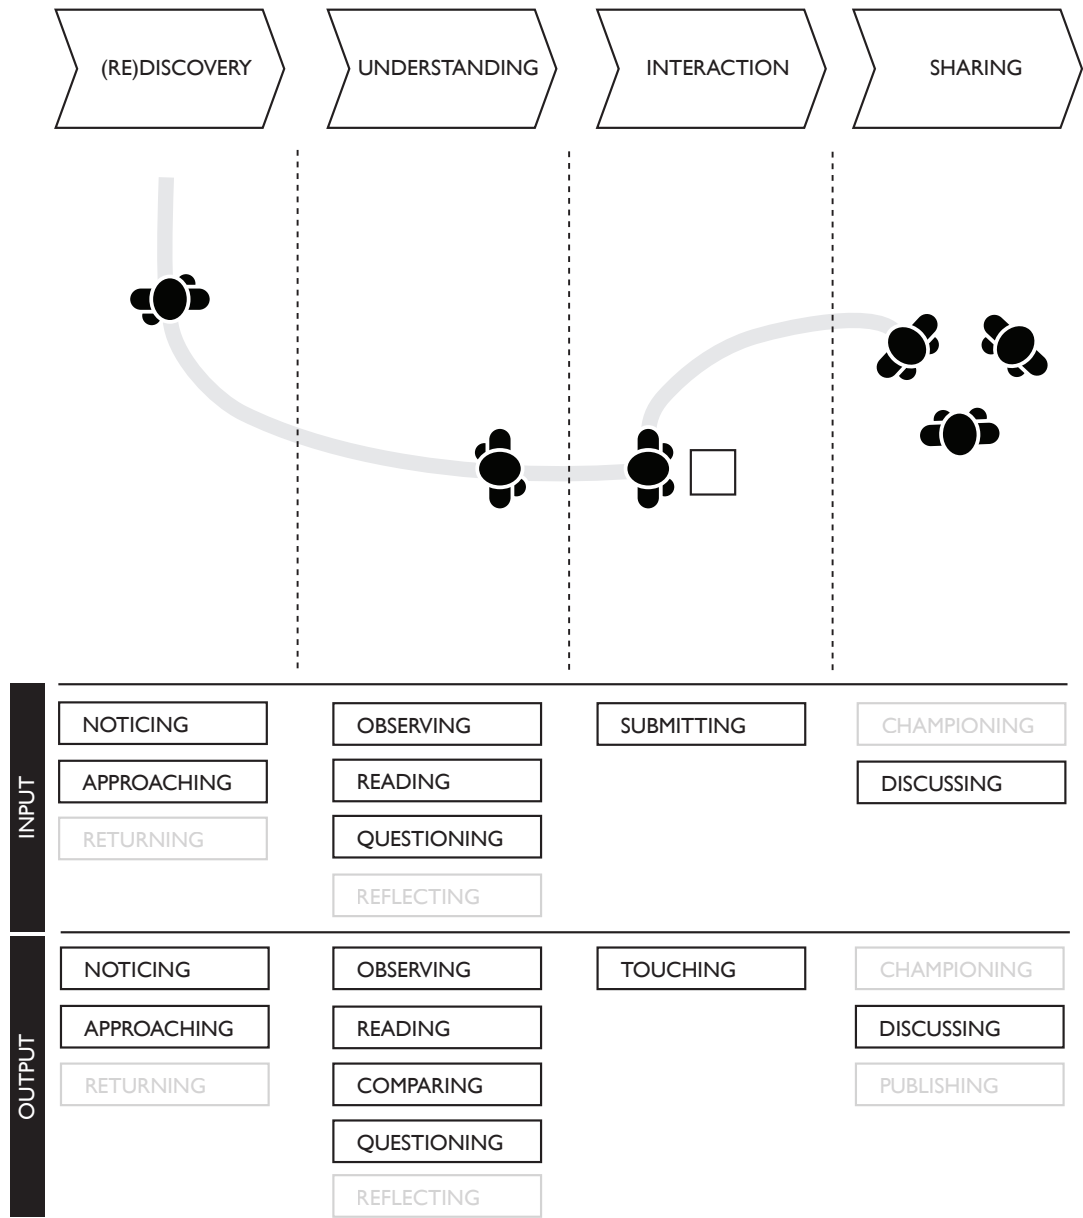 (RE)DISCOVERY
UNDERSTANDING
INTERACTION
SHARING
INPUT
NOTICING
APPROACHING
RETURNING
OBSERVING
READING
QUESTIONING
REFLECTING
SUBMITTING
CHAMPIONING
DISCUSSING
OUTPUT
NOTICING
APPROACHING
RETURNING
OBSERVING
READING
COMPARING
QUESTIONING
REFLECTING
TOUCHING
CHAMPIONING
DISCUSSING
PUBLISHING